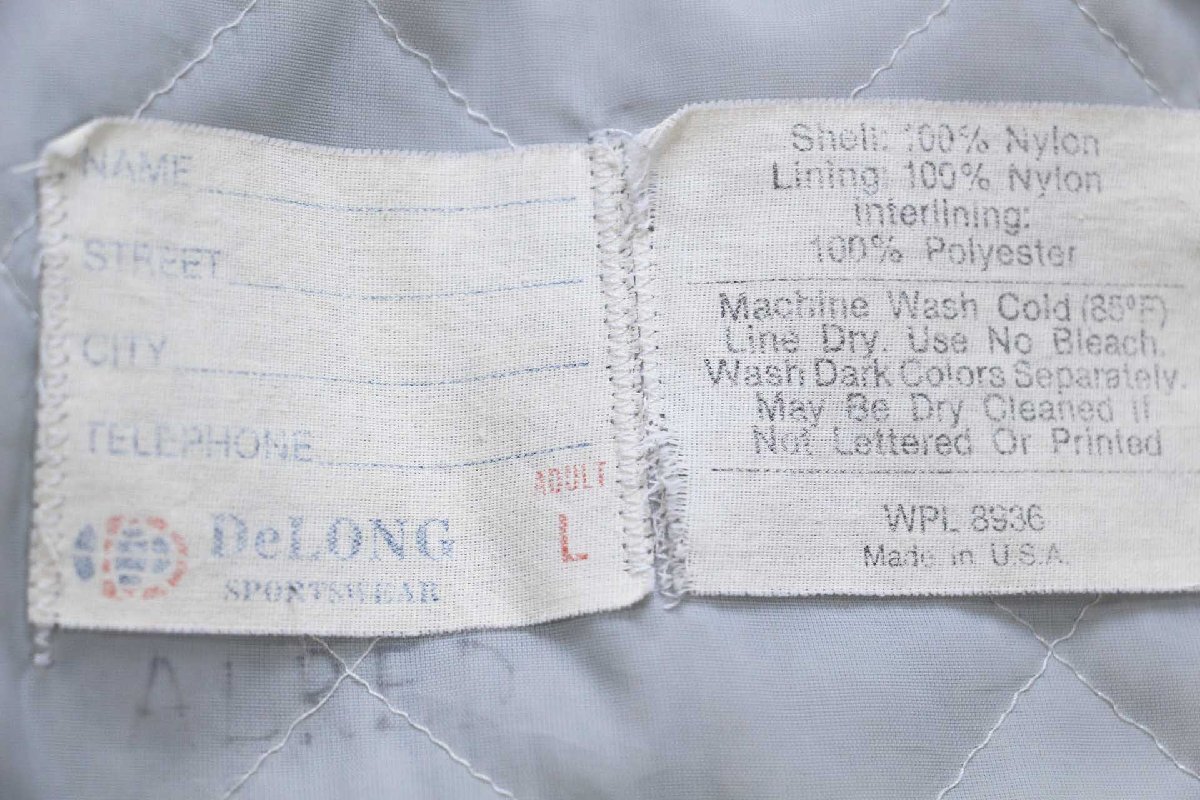 NAME
STREET
CITY
TELEPHONE
ADULT
L
DeLONG
SPORTSWEAR
Shell: 100% Nylon
Lining: 100% Nylon
Interlining:
100% Polyester
Machine Wash Cold (85°F)
Line Dry. Use No Bleach.
Wash Dark Colors Separately.
May Be Dry Cleaned If
Not Lettered Or Printed
WPL 8936
Made in U.S.A.